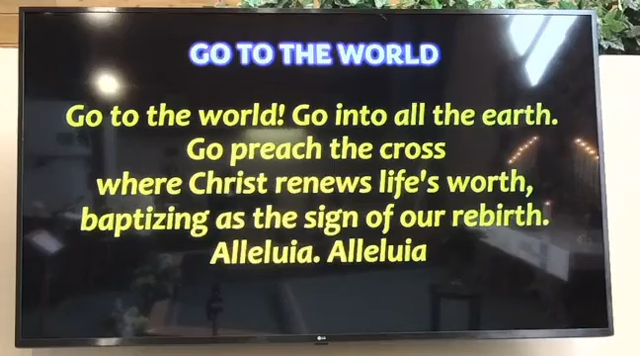 GO TO THE WORLD
Go to the world! Go into all the earth.
Go preach the cross
where Christ renews life's worth,
baptizing as the sign of our rebirth.
Alleluia. Alleluia
LG